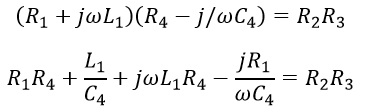 (R₁ + jωL₁)(R₄ − j/ωC₄) = R₂R₃
R₁R₄ + L₁/C₄ + jωL₁R₄ − jR₁/ωC₄ = R₂R₃